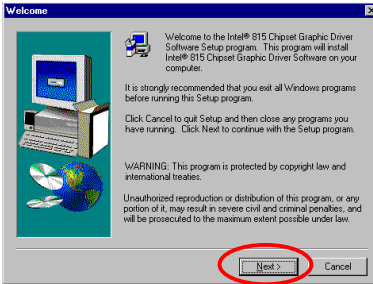 Welcome
Welcome to the Intel® 815 Chipset Graphic Driver
Software Setup program. This program will install
Intel® 815 Chipset Graphic Driver Software on your
computer.
It is strongly recommended that you exit all Windows programs
before running this Setup program.
Click Cancel to quit Setup and then close any programs you
have running. Click Next to continue with the Setup program.
WARNING: This program is protected by copyright law and
international treaties.
Unauthorized reproduction or distribution of this program, or any
portion of it, may result in severe civil and criminal penalties, and
will be prosecuted to the maximum extent possible under law.
Next >
Cancel